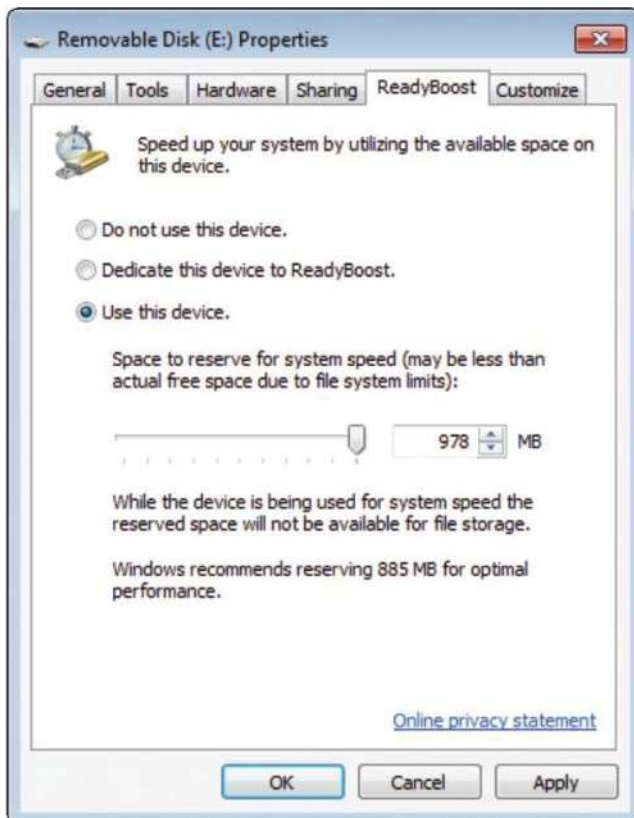 Removable Disk (E:) Properties
General Tools Hardware Sharing ReadyBoost Customize
Speed up your system by utilizing the available space on
this device.
Do not use this device.
Dedicate this device to ReadyBoost.
Use this device.
Space to reserve for system speed (may be less than
actual free space due to file system limits):
978 MB
While the device is being used for system speed the
reserved space will not be available for file storage.
Windows recommends reserving 885 MB for optimal
performance.
Online privacy statement
OK Cancel Apply